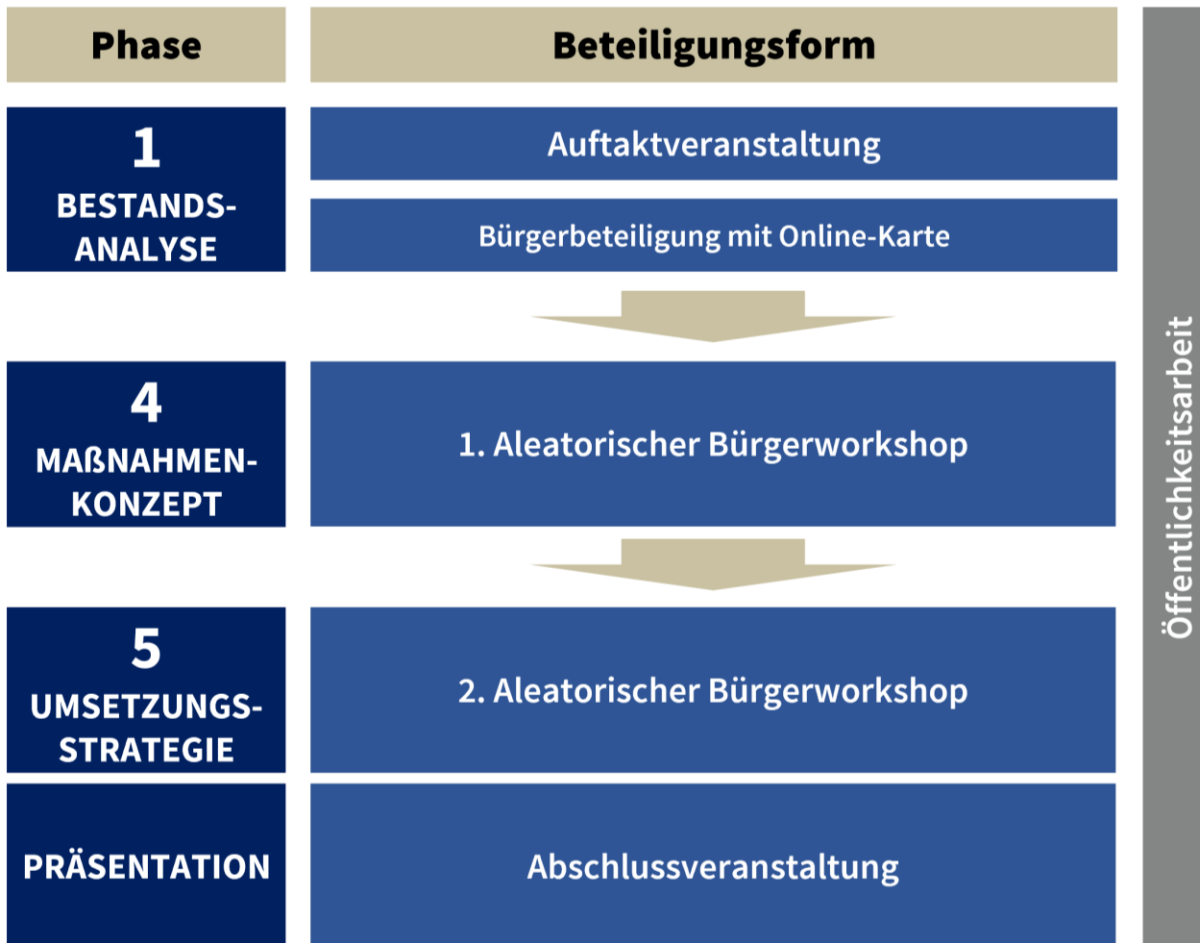 Phase
Beteiligungsform
1
BESTANDS-
ANALYSE
Auftaktveranstaltung
Bürgerbeteiligung mit Online-Karte
4
MAßNAHMEN-
KONZEPT
1. Aleatorischer Bürgerworkshop
5
UMSETZUNGS-
STRATEGIE
2. Aleatorischer Bürgerworkshop
PRÄSENTATION
Abschlussveranstaltung
Öffentlichkeitsarbeit